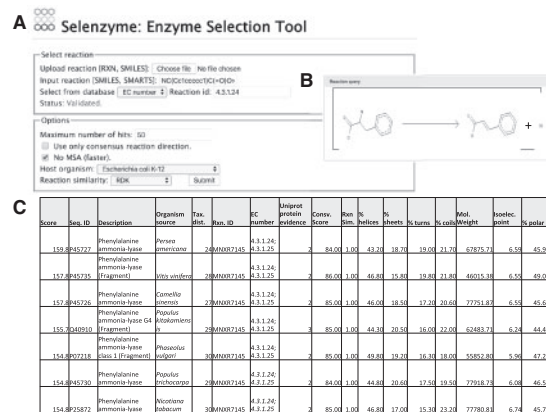 A
Selenzyme: Enzyme Selection Tool
Select reaction
Upload reaction [RXN, SMILES]: Choose file No file chosen
Input reaction [SMILES, SMARTS]:
Select from database EC number Reaction id: 4.3.1.24
Status: Validated.
Options
Maximum number of hits: 50
Use only consensus reaction direction.
No MSA (faster).
Host organism: Escherichia coli K-12
Reaction similarity: RDK Submit
B
Reaction query
+
C
Score Seq. ID Description Organism source Tax. dist. Rxn. ID EC number Uniprot protein evidence Consv. Score Rxn Sim. % helices % sheets % turns % coils Mol. Weight Isoelec. point % polar
159.8 P45727 Phenylalanine ammonia-lyase Persea americana 24 MNXR7145 4.3.1.24; 4.3.1.25 2 84.00 1.00 43.20 18.70 19.00 21.70 67875.71 6.59 45.9
157.8 P45735 Phenylalanine ammonia-lyase (Fragment) Vitis vinifera 28 MNXR7145 4.3.1.24; 4.3.1.25 2 86.00 1.00 46.80 15.80 19.80 21.80 46015.38 6.55 45.9
157.8 P45726 Phenylalanine ammonia-lyase Camellia sinensis 27 MNXR7145 4.3.1.24; 4.3.1.25 2 85.00 1.00 46.00 18.50 17.20 20.60 77751.87 6.55 45.6
155.7 Q40910 Phenylalanine ammonia-lyase G4 (Fragment) Populus kitakamiensis 29 MNXR7145 4.3.1.24; 4.3.1.25 3 85.00 1.00 44.30 20.50 16.00 22.00 62483.71 6.24 44.4
154.8 P07218 Phenylalanine ammonia-lyase class 1 (Fragment) Phaseolus vulgari 30 MNXR7145 4.3.1.24; 4.3.1.25 2 85.00 1.00 49.80 19.20 16.30 18.00 55852.80 5.96 47.2
154.8 P45730 Phenylalanine ammonia-lyase Populus trichocarpa 29 MNXR7145 4.3.1.24; 4.3.1.25 2 84.00 1.00 44.80 20.60 17.50 19.50 77918.73 6.08 46.5
154.8 P25872 Phenylalanine ammonia-lyase Nicotiana tabacum 30 MNXR7145 4.3.1.24; 4.3.1.25 2 85.00 1.00 46.80 17.00 15.30 23.20 77780.81 6.74 45.7